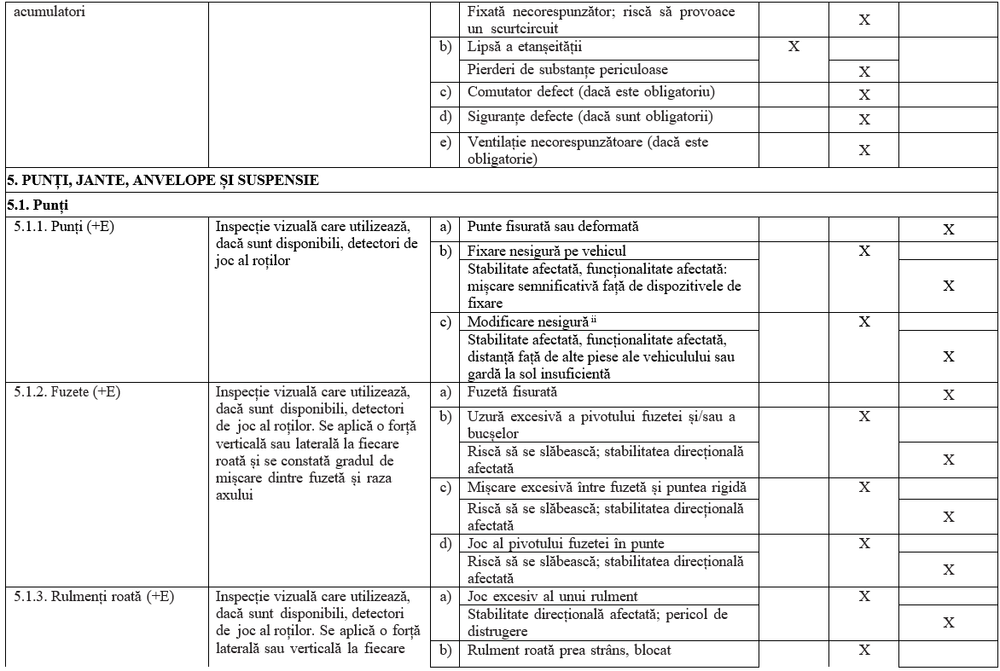 acumulatori
Fixată necorespunzător; riscă să provoace
un scurtcircuit
X
b) Lipsă a etanșeității X
Pierderi de substanțe periculoase X
c) Comutator defect (dacă este obligatoriu) X
d) Siguranțe defecte (dacă sunt obligatorii) X
e) Ventilație necorespunzătoare (dacă este
obligatorie)
X
5. PUNȚI, JANTE, ANVELOPE ȘI SUSPENSIE
5.1. Punți
5.1.1. Punți (+E)
Inspecție vizuală care utilizează,
dacă sunt disponibili, detectori de
joc al roților
a) Punte fisurată sau deformată X
b) Fixare nesigură pe vehicul X
Stabilitate afectată, funcționalitate afectată:
mișcare semnificativă față de dispozitivele de
fixare
X
c) Modificare nesigură ii X
Stabilitate afectată, funcționalitate afectată,
distanță față de alte piese ale vehiculului sau
gardă la sol insuficientă
X
5.1.2. Fuzete (+E)
Inspecție vizuală care utilizează,
dacă sunt disponibili, detectori
de joc al roților. Se aplică o forță
verticală sau laterală la fiecare
roată și se constată gradul de
mișcare dintre fuzetă și raza
axului
a) Fuzetă fisurată X
b) Uzură excesivă a pivotului fuzetei și/sau a
bucșelor
X
Riscă să se slăbească; stabilitatea direcțională
afectată
X
c) Mișcare excesivă între fuzetă și puntea rigidă X
Riscă să se slăbească; stabilitatea direcțională
afectată
X
d) Joc al pivotului fuzetei în punte X
Riscă să se slăbească; stabilitatea direcțională
afectată
X
5.1.3. Rulmenți roată (+E)
Inspecție vizuală care utilizează,
dacă sunt disponibili, detectori
de joc al roților. Se aplică o forță
laterală sau verticală la fiecare
a) Joc excesiv al unui rulment X
Stabilitate direcțională afectată; pericol de
distrugere
X
b) Rulment roată prea strâns, blocat X